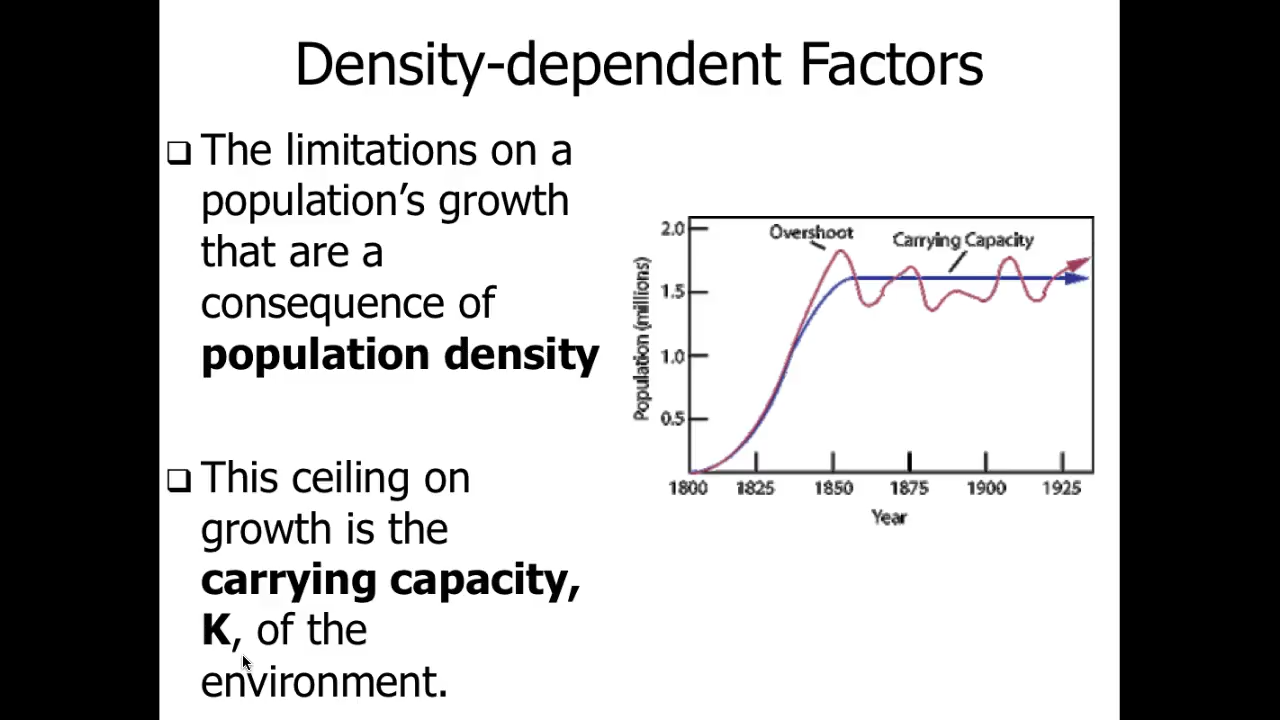 Density-dependent Factors
❑ The limitations on a
population’s growth
that are a
consequence of
population density
❑ This ceiling on
growth is the
carrying capacity,
K, of the
environment.
Overshoot
Carrying Capacity
Population (millions)
2.0
1.5
1.0
0.5
1800 1825 1850 1875 1900 1925
Year